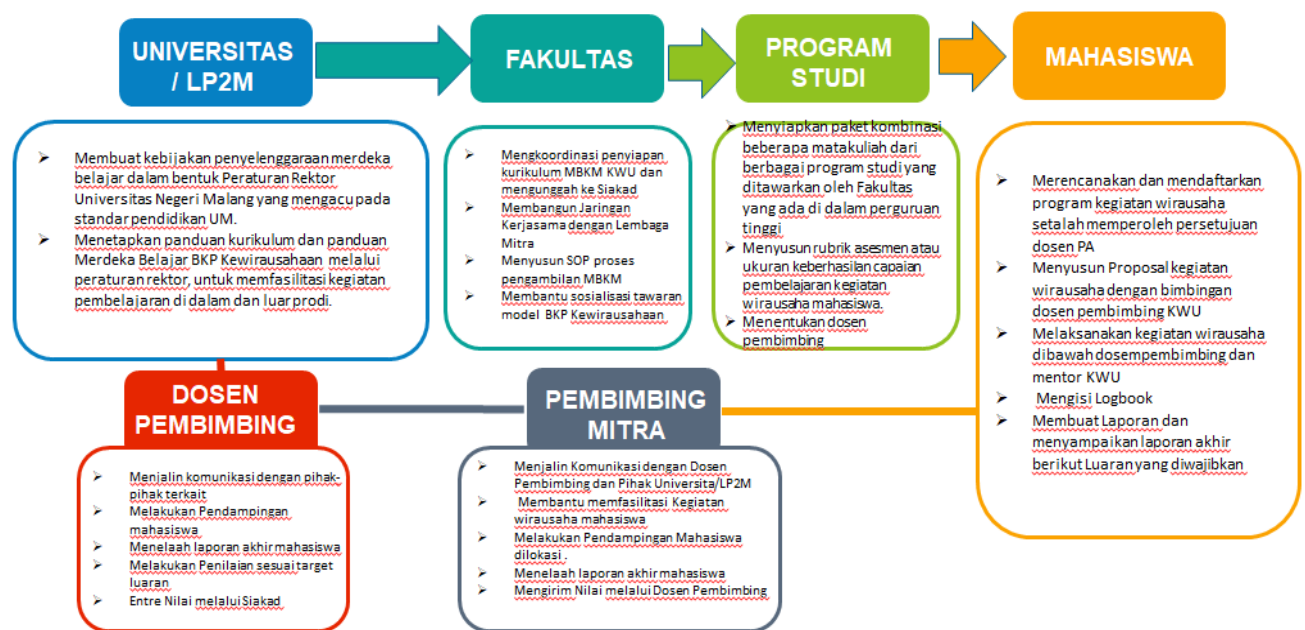 UNIVERSITAS
/ LP2M
FAKULTAS
PROGRAM
STUDI
MAHASISWA
➤ Membuat kebijakan penyelenggaraan merdeka
belajar dalam bentuk Peraturan Rektor
Universitas Negeri Malang yang mengacu pada
standar pendidikan UM.
➤ Menetapkan panduan kurikulum dan panduan
Merdeka Belajar BKP Kewirausahaan melalui
peraturan rektor, untuk memfasilitasi kegiatan
pembelajaran di dalam dan luar prodi.
➤ Mengkoordinasi penyiapan
kurikulum MBKM KWU dan
mengunggah ke Siakad
➤ Membangun Jaringan
Kerjasama dengan Lembaga
Mitra
➤ Menyusun SOP proses
pengambilan MBKM
➤ Membantu sosialisasi tawaran
model BKP Kewirausahaan
➤ Menyiapkan paket kombinasi
beberapa matakuliah dari
berbagai program studi yang
ditawarkan oleh Fakultas
yang ada di dalam perguruan
tinggi
➤ Menyusun rubrik asesmen atau
ukuran keberhasilan capaian
pembelajaran kegiatan
wirausaha mahasiswa.
➤ Menentukan dosen
pembimbing
➤ Merencanakan dan mendaftarkan
program kegiatan wirausaha
setalah memperoleh persetujuan
dosen PA
➤ Menyusun Proposal kegiatan
wirausaha dengan bimbingan
dosen pembimbing KWU
➤ Melaksanakan kegiatan wirausaha
dibawah dosempembimbing dan
mentor KWU
➤ Mengisi Logbook
➤ Membuat Laporan dan
menyampaikan laporan akhir
berikut Luaran yang diwajibkan
DOSEN
PEMBIMBING
➤ Menjalin komunikasi dengan pihak-
pihak terkait
➤ Melakukan Pendampingan
mahasiswa
➤ Menelaah laporan akhir mahasiswa
➤ Melakukan Penilaian sesuai target
luaran
➤ Entre Nilai melalui Siakad
PEMBIMBING
MITRA
➤ Menjalin Komunikasi dengan Dosen
Pembimbing dan Pihak Universita/LP2M
➤ Membantu memfasilitasi Kegiatan
wirausaha mahasiswa
➤ Melakukan Pendampingan Mahasiswa
dilokasi .
➤ Menelaah laporan akhir mahasiswa
➤ Mengirim Nilai melalui Dosen Pembimbing